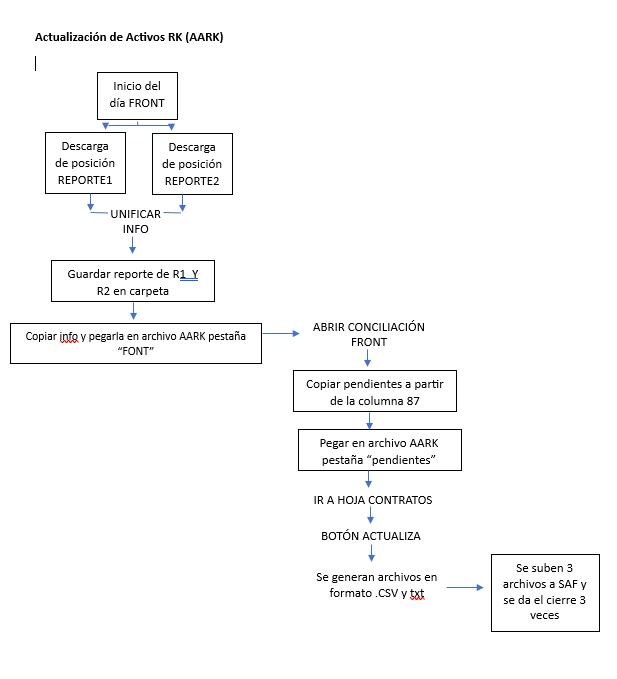 Actualización de Activos RK (AARK)
Inicio del
día FRONT
Descarga
de posición
REPORTE1
Descarga
de posición
REPORTE2
UNIFICAR
INFO
Guardar reporte de R1 Y
R2 en carpeta
Copiar info y pegarla en archivo AARK pestaña
“FONT”
ABRIR CONCILIACIÓN
FRONT
Copiar pendientes a partir
de la columna 87
Pegar en archivo AARK
pestaña “pendientes”
IR A HOJA CONTRATOS
BOTÓN ACTUALIZA
Se generan archivos en
formato .CSV y txt
Se suben 3
archivos a SAF y
se da el cierre 3
veces